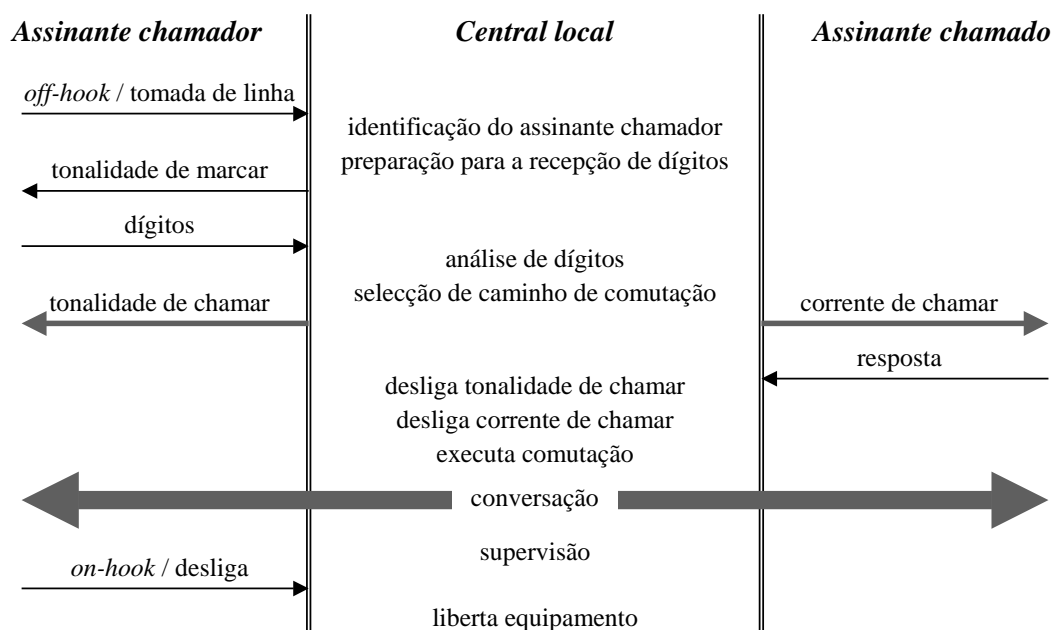 Assinante chamador
Central local
Assinante chamado
off-hook / tomada de linha
identificação do assinante chamador
preparação para a recepção de dígitos
tonalidade de marcar
dígitos
análise de dígitos
selecção de caminho de comutação
tonalidade de chamar
corrente de chamar
resposta
desliga tonalidade de chamar
desliga corrente de chamar
executa comutação
conversação
supervisão
on-hook / desliga
liberta equipamento